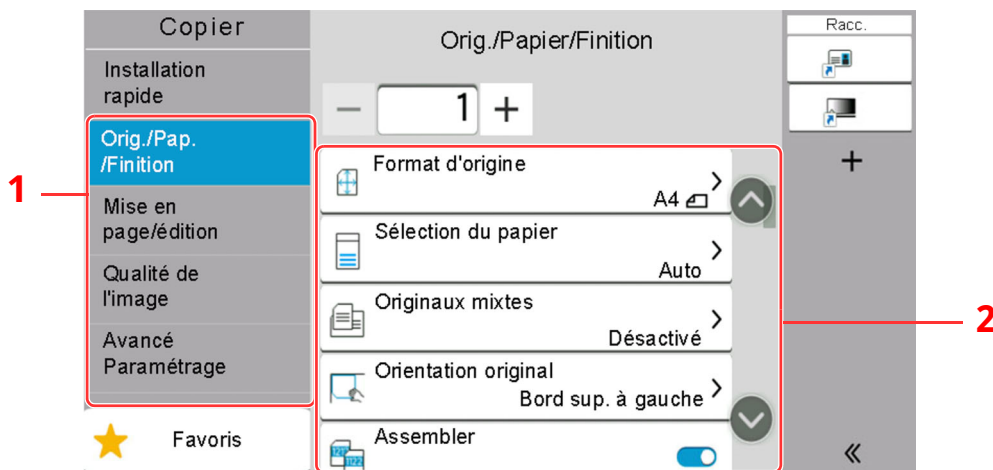 Copier
Installation
rapide
Orig./Pap.
/Finition
Mise en
page/édition
Qualité de
l'image
Avancé
Paramétrage
Favoris
1
Orig./Papier/Finition
1
Format d'origine
A4
Sélection du papier
Auto
Originaux mixtes
Désactivé
Orientation original
Bord sup. à gauche
Assembler
Racc.
2